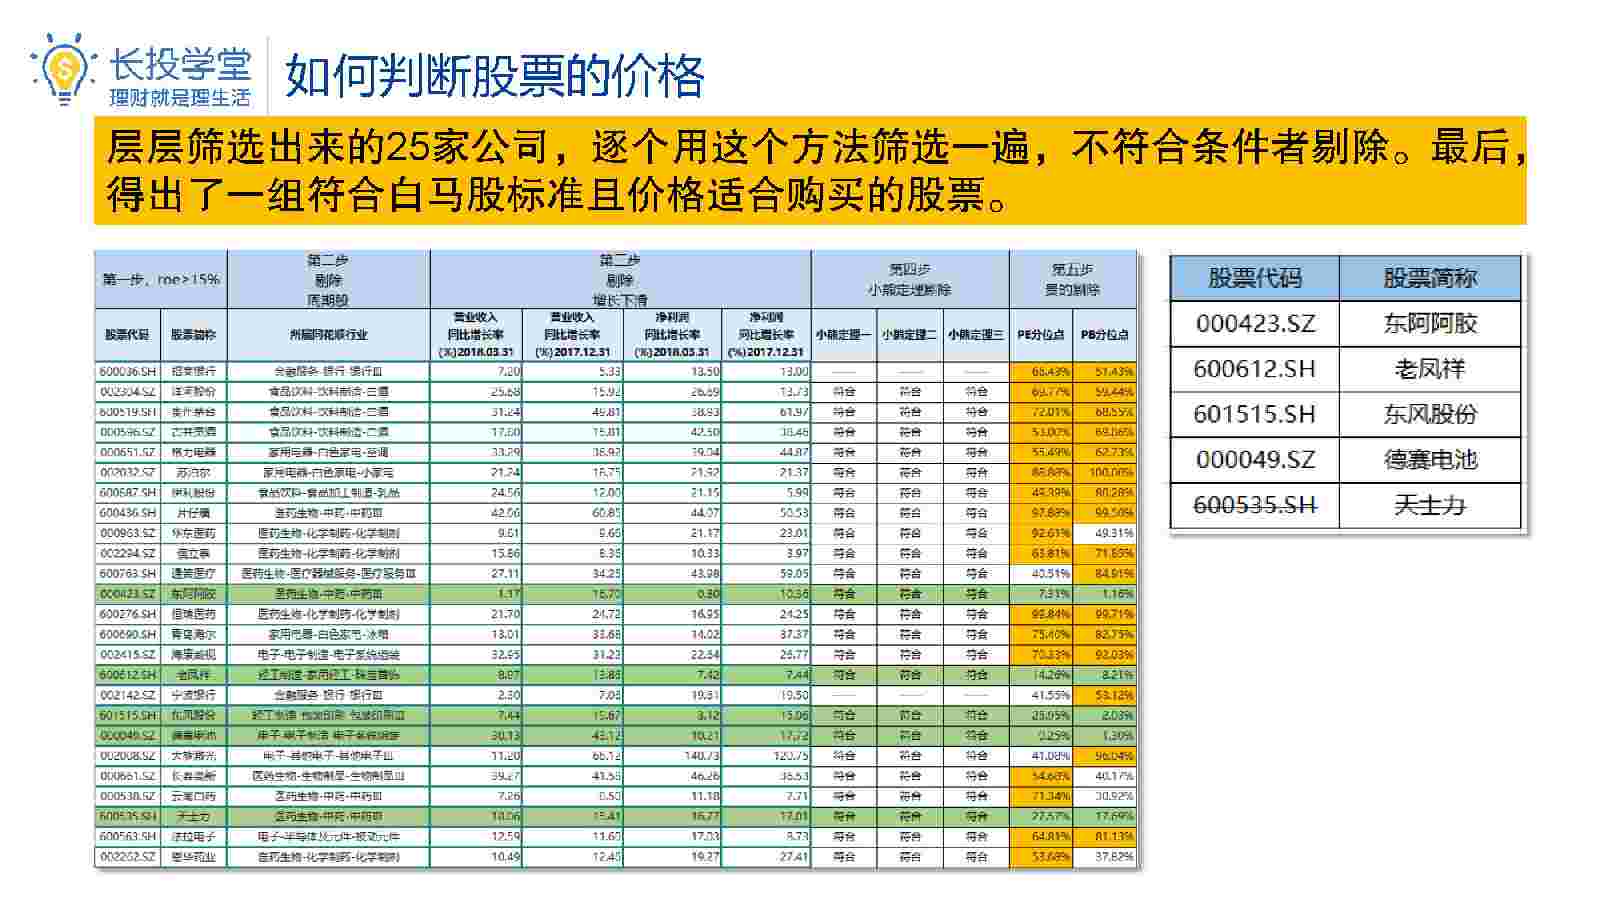 长投学堂
理财就是理生活
如何判断股票的价格
层层筛选出来的25家公司，逐个用这个方法筛选一遍，不符合条件者剔除。最后，
得出了一组符合白马股标准且价格适合购买的股票。
第一步，roe>15% 第二步 剔除 周期股 第三步 剔除 增长下滑 第四步 小熊定理剔除 第五步 贵的剔除
股票代码 股票简称 所属同花顺行业 营业收入 同比增长率 (%)2018.03.31 营业收入 同比增长率 (%)2017.12.31 净利润 同比增长率 (%)2018.03.31 净利润 同比增长率 (%)2017.12.31 小熊定理一 小熊定理二 小熊定理三 PE分位点 PB分位点
600036.SH 招商银行 金融服务-银行-银行Ⅲ 7.20 5.33 13.50 13.00 —— —— —— 66.43% 51.43%
002304.SZ 洋河股份 食品饮料-饮料制造-白酒 25.68 15.92 26.69 13.73 符合 符合 符合 69.77% 59.44%
600519.SH 贵州茅台 食品饮料-饮料制造-白酒 31.24 49.81 38.93 61.97 符合 符合 符合 72.01% 68.55%
000596.SZ 古井贡酒 食品饮料-饮料制造-白酒 17.80 15.81 42.50 38.46 符合 符合 符合 53.00% 69.86%
000651.SZ 格力电器 家用电器-白色家电-空调 33.29 36.92 39.04 44.87 符合 符合 符合 55.49% 62.73%
002032.SZ 苏泊尔 家用电器-白色家电-小家电 21.24 18.75 21.92 21.37 符合 符合 符合 88.88% 100.00%
600887.SH 伊利股份 食品饮料-食品加工制造-乳品 24.56 12.00 21.15 5.99 符合 符合 符合 49.39% 80.28%
600436.SH 片仔癀 医药生物-中药-中药Ⅲ 42.06 60.85 44.07 50.53 符合 符合 符合 97.88% 99.50%
000963.SZ 华东医药 医药生物-化学制药-化学制剂 9.61 9.66 21.17 23.01 符合 符合 符合 92.61% 49.31%
002294.SZ 信立泰 医药生物-化学制药-化学制剂 15.86 8.35 10.33 3.97 符合 符合 符合 63.81% 71.85%
600763.SH 通策医疗 医药生物-医疗器械服务-医疗服务Ⅲ 27.11 34.25 43.98 59.05 符合 符合 符合 40.51% 84.91%
000423.SZ 东阿阿胶 医药生物-中药-中药Ⅲ 1.17 16.70 0.80 10.36 符合 符合 符合 7.31% 1.16%
600276.SH 恒瑞医药 医药生物-化学制药-化学制剂 21.70 24.72 16.95 24.25 符合 符合 符合 99.84% 99.71%
600690.SH 青岛海尔 家用电器-白色家电-冰箱 13.01 33.68 14.02 37.37 符合 符合 符合 75.40% 82.75%
002415.SZ 海康威视 电子-电子制造-电子系统组装 32.95 31.22 22.64 26.77 符合 符合 符合 70.33% 92.03%
600612.SH 老凤祥 轻工制造-家用轻工-珠宝首饰 8.07 13.88 7.42 7.44 符合 符合 符合 14.26% 8.21%
002142.SZ 宁波银行 金融服务-银行-银行Ⅲ 2.30 7.06 19.61 19.50 —— —— —— 41.55% 53.12%
601515.SH 东风股份 轻工制造-包装印刷-包装印刷Ⅲ 7.44 19.67 3.12 15.06 符合 符合 符合 2.03%
000049.SZ 德赛电池 电子-电子制造-电子系统组装 30.13 43.12 10.21 17.72 符合 符合 符合 0.25% 1.30%
002008.SZ 大族激光 电子-其他电子-其他电子Ⅲ 11.20 66.12 140.73 120.75 符合 符合 符合 41.08% 96.04%
000661.SZ 长春高新 医药生物-生物制品-生物制品Ⅲ 39.27 41.58 46.26 36.53 符合 符合 符合 54.68% 40.17%
000538.SZ 云南白药 医药生物-中药-中药Ⅲ 7.26 8.50 11.18 7.71 符合 符合 符合 71.34% 30.92%
600535.SH 天士力 医药生物-中药-中药Ⅲ 18.06 15.41 16.77 17.01 符合 符合 符合 27.57% 17.69%
600563.SH 法拉电子 电子-半导体及元件-被动元件 12.59 11.60 17.03 8.73 符合 符合 符合 64.81% 81.13%
002262.SZ 恩华药业 医药生物-化学制药-化学制剂 10.49 12.46 19.27 27.41 符合 符合 符合 53.68% 37.82%
股票代码 股票简称
000423.SZ 东阿阿胶
600612.SH 老凤祥
601515.SH 东风股份
000049.SZ 德赛电池
600535.SH 天士力